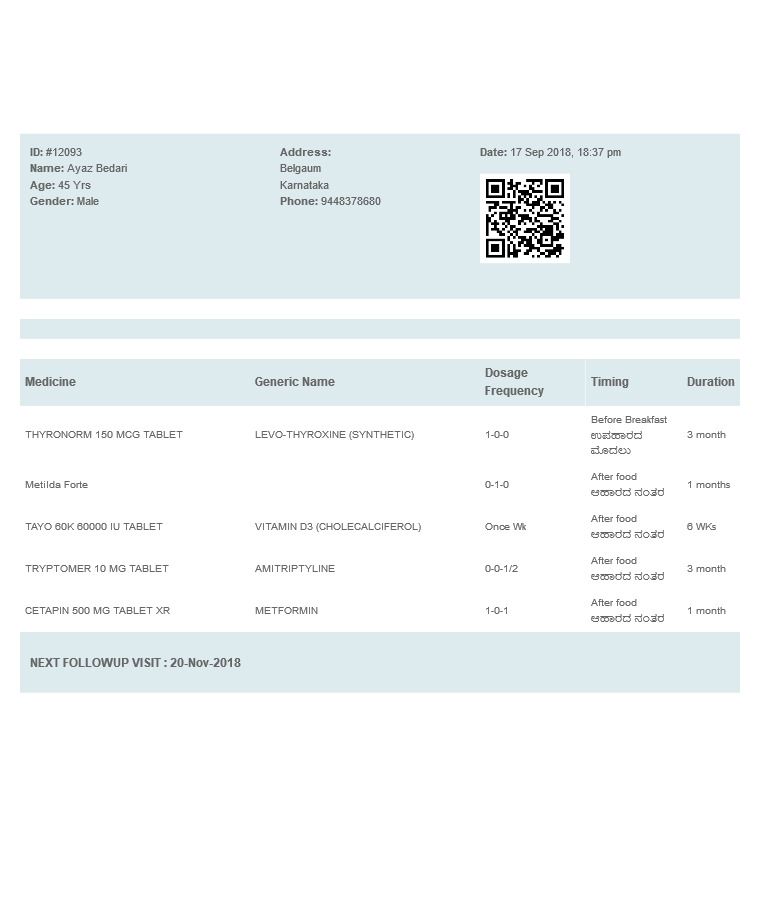 ID: #12093
Name: Ayaz Bedari
Age: 45 Yrs
Gender: Male
Address:
Belgaum
Karnataka
Phone: 9448378680
Date: 17 Sep 2018, 18:37 pm
Medicine Generic Name Dosage Frequency Timing Duration
THYRONORM 150 MCG TABLET LEVO-THYROXINE (SYNTHETIC) 1-0-0 Before Breakfast 3 month
ಉಪಹಾರದ
ಮೊದಲು
Metilda Forte 0-1-0 After food 1 months
ಆಹಾರದ ನಂತರ
TAYO 60K 60000 IU TABLET VITAMIN D3 (CHOLECALCIFEROL) Once Wk After food 6 WKs
ಆಹಾರದ ನಂತರ
TRYPTOMER 10 MG TABLET AMITRIPTYLINE 0-0-1/2 After food 3 month
ಆಹಾರದ ನಂತರ
CETAPIN 500 MG TABLET XR METFORMIN 1-0-1 After food 1 month
ಆಹಾರದ ನಂತರ
NEXT FOLLOWUP VISIT : 20-Nov-2018